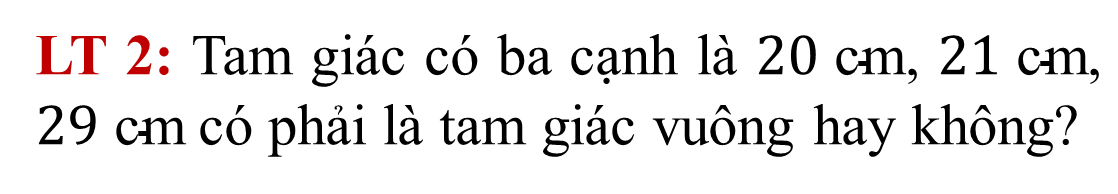 LT 2: Tam giác có ba cạnh là 20 cm, 21 cm,
29 cm có phải là tam giác vuông hay không?